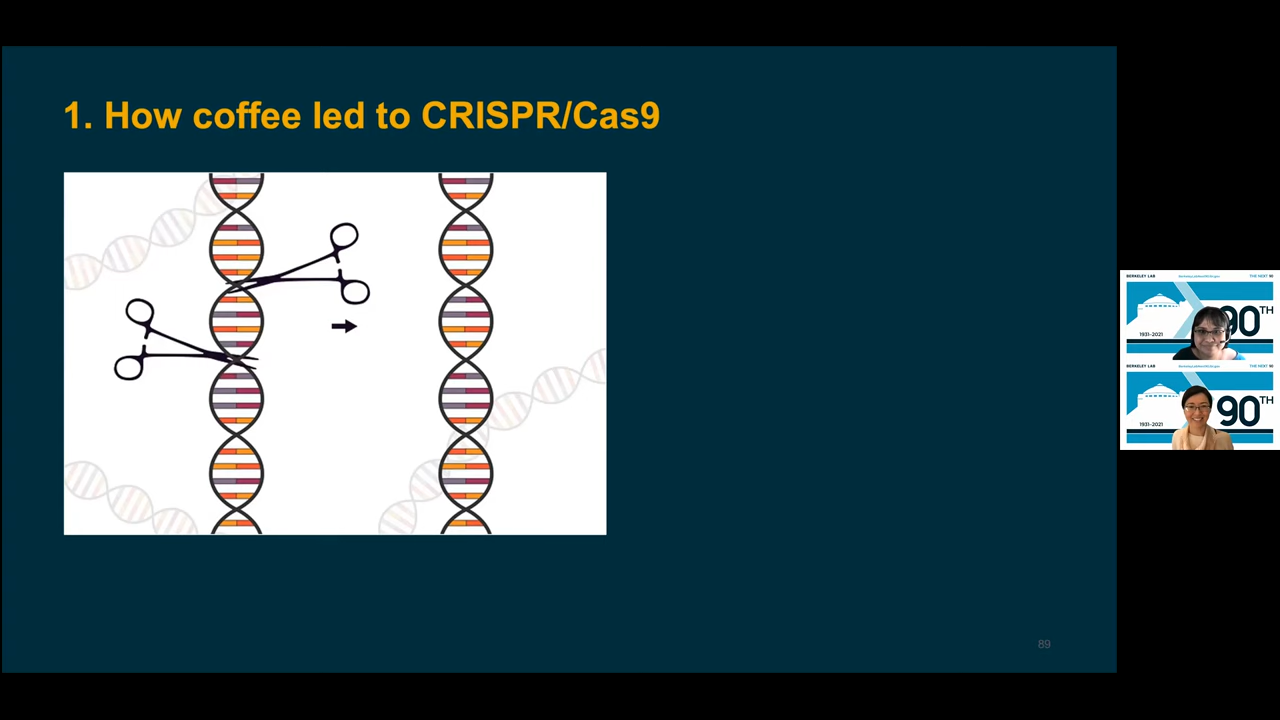 1. How coffee led to CRISPR/Cas9
89
BERKELEY LAB
THE NEXT 90
90TH
1931-2021
BERKELEY LAB
THE NEXT 90
90TH
1931-2021